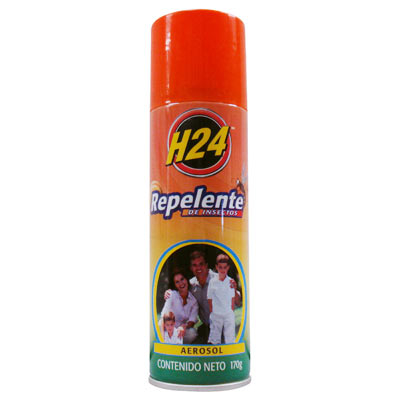 H24
Repelente
DE INSECTOS
AEROSOL
CONTENIDO NETO 170g